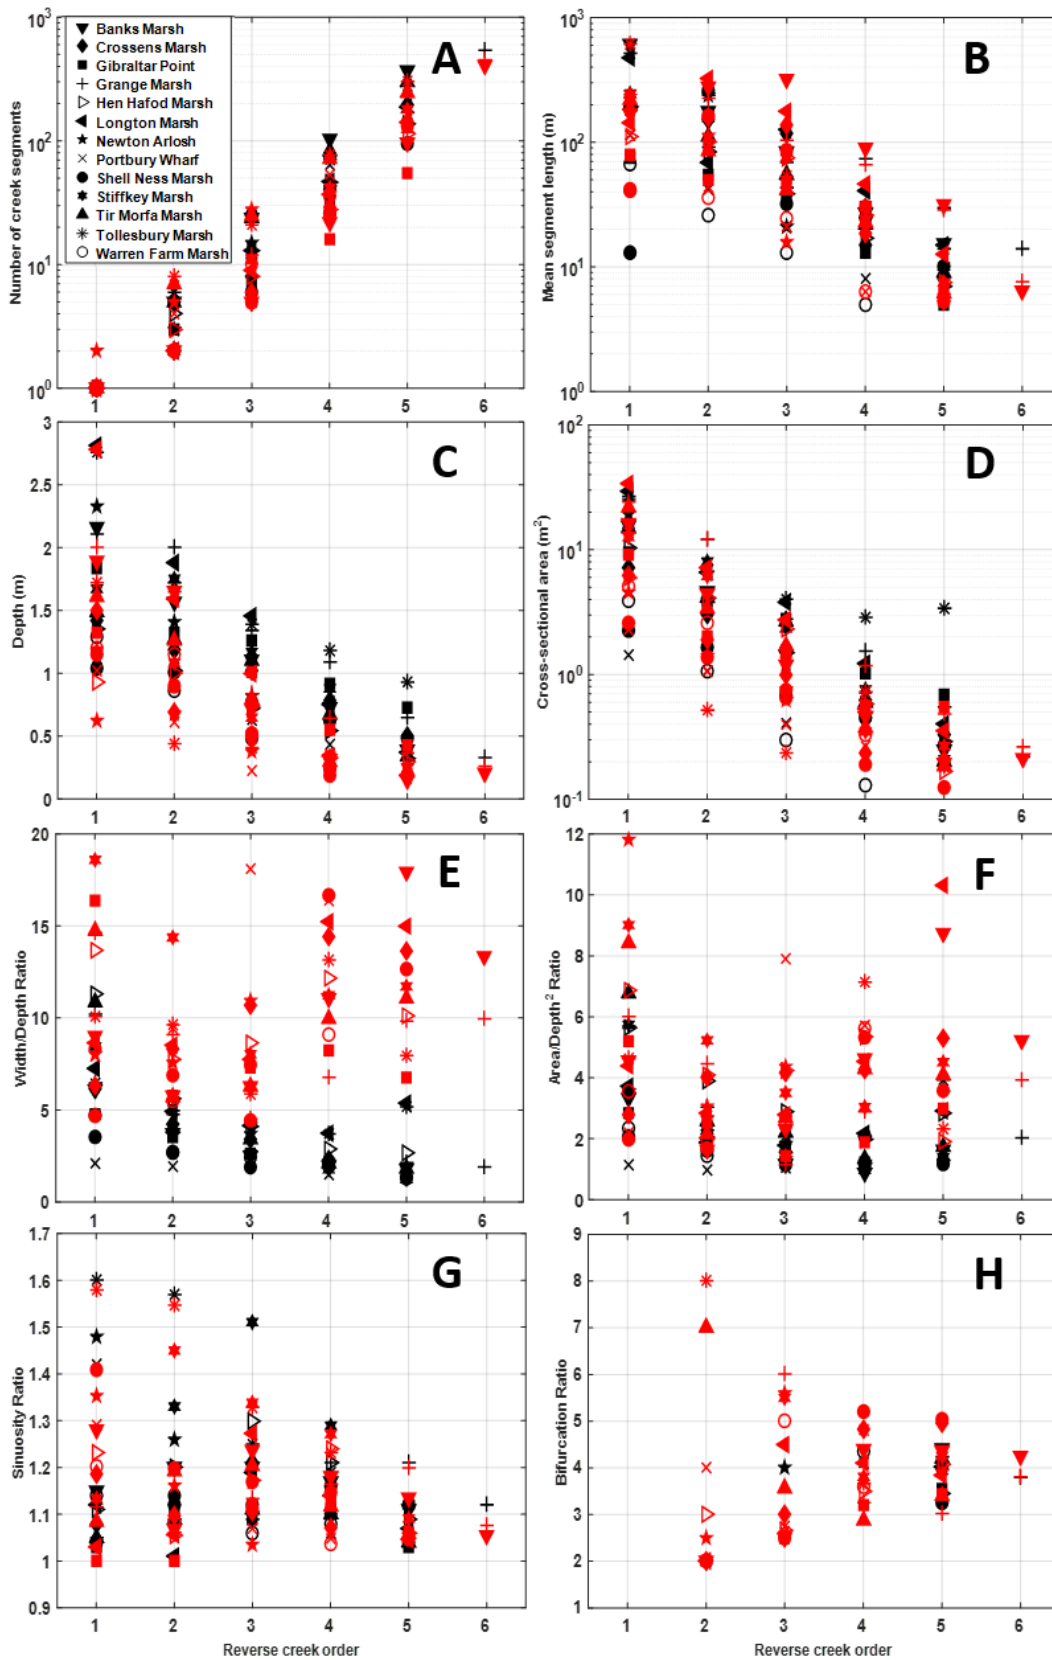 A
10³
10²
10¹
10⁰
Number of creek segments
Banks Marsh
Crossens Marsh
Gibraltar Point
Grange Marsh
Hen Hafod Marsh
Longton Marsh
Newton Arlosh
Portbury Wharf
Shell Ness Marsh
Stiffkey Marsh
Tir Morfa Marsh
Tollesbury Marsh
Warren Farm Marsh
1 2 3 4 5 6
B
10³
10²
10¹
10⁰
Mean segment length (m)
1 2 3 4 5 6
C
3
2.5
2
1.5
1
0.5
0
Depth (m)
1 2 3 4 5 6
D
10²
10¹
10⁰
10⁻¹
Cross-sectional area (m²)
1 2 3 4 5 6
E
20
15
10
5
0
Width/Depth Ratio
1 2 3 4 5 6
F
12
10
8
6
4
2
0
Area/Depth² Ratio
1 2 3 4 5 6
G
1.7
1.6
1.5
1.4
1.3
1.2
1.1
1
0.9
Sinuosity Ratio
1 2 3 4 5 6
Reverse creek order
H
9
8
7
6
5
4
3
2
1
Bifurcation Ratio
1 2 3 4 5 6
Reverse creek order